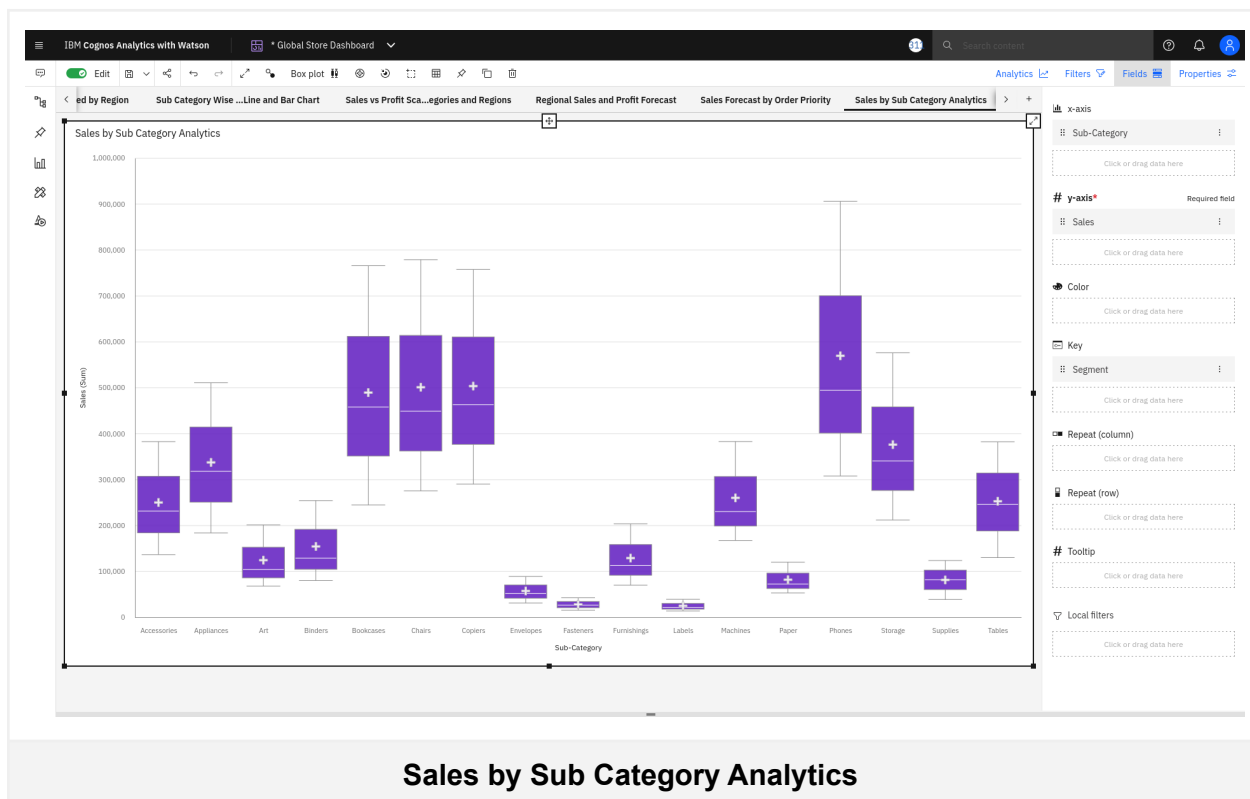 IBM Cognos Analytics with Watson
* Global Store Dashboard
Search content
Edit
Box plot
Analytics
Filters
Fields
Properties
ed by Region
Sub Category Wise ...Line and Bar Chart
Sales vs Profit Sca...egories and Regions
Regional Sales and Profit Forecast
Sales Forecast by Order Priority
Sales by Sub Category Analytics
Sales by Sub Category Analytics
1,000,000
900,000
800,000
700,000
600,000
500,000
400,000
300,000
200,000
100,000
0
Sales (Sum)
Accessories
Appliances
Art
Binders
Bookcases
Chairs
Copiers
Envelopes
Fasteners
Furnishings
Labels
Machines
Paper
Phones
Storage
Supplies
Tables
Sub-Category
x-axis
Sub-Category
Click or drag data here
# y-axis*
Required field
Sales
Click or drag data here
Color
Click or drag data here
Key
Segment
Click or drag data here
Repeat (column)
Click or drag data here
Repeat (row)
Click or drag data here
# Tooltip
Click or drag data here
Local filters
Click or drag data here
Sales by Sub Category Analytics